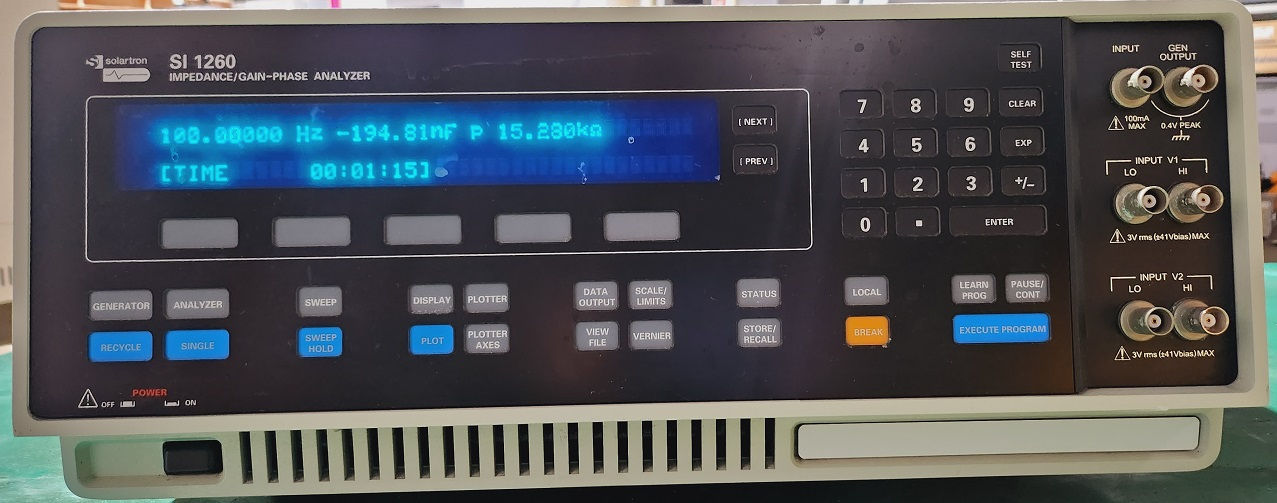 solartron
SI 1260
IMPEDANCE/GAIN-PHASE ANALYZER
100.00000 Hz -194.81nF P 15.280kΩ
[TIME 00:01:15]
[ NEXT ]
[ PREV ]
SELF
TEST
7 8 9 CLEAR
4 5 6 EXP
1 2 3 +/−
0 . ENTER
GENERATOR ANALYZER SWEEP DISPLAY PLOTTER
DATA
OUTPUT
SCALE/
LIMITS
STATUS LOCAL
LEARN
PROG
PAUSE/
CONT
RECYCLE SINGLE
SWEEP
HOLD
PLOT
PLOTTER
AXES
VIEW
FILE
VERNIER
STORE/
RECALL
BREAK EXECUTE PROGRAM
POWER
OFF ON
INPUT
GEN
OUTPUT
100mA
MAX
0.4V PEAK
INPUT V1
LO HI
3V rms (±41Vbias) MAX
INPUT V2
LO HI
3V rms (±41Vbias) MAX